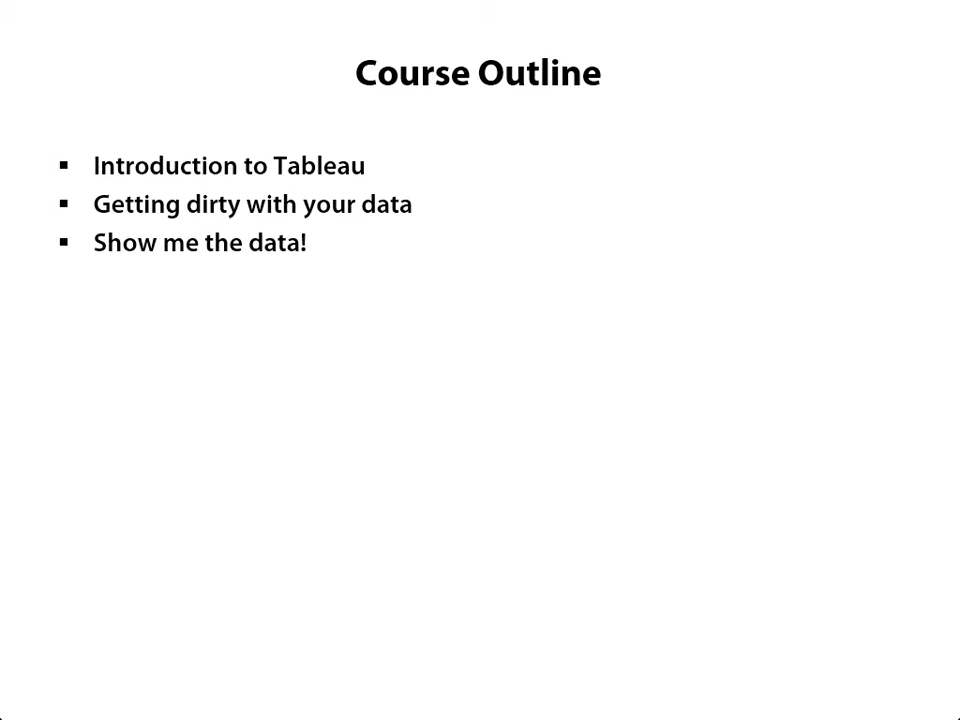 Course Outline
▪ Introduction to Tableau
▪ Getting dirty with your data
▪ Show me the data!